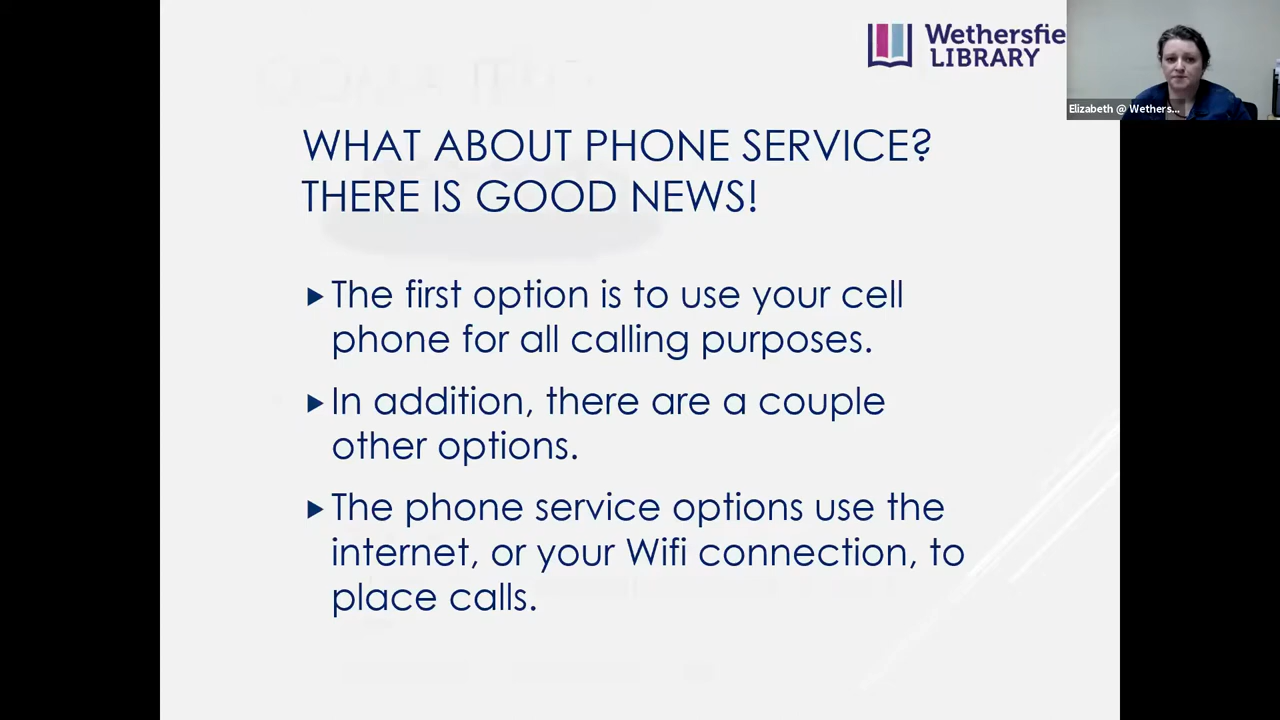 Wethersfie
LIBRARY
Elizabeth @ Wethers...
WHAT ABOUT PHONE SERVICE?
THERE IS GOOD NEWS!
The first option is to use your cell
phone for all calling purposes.
In addition, there are a couple
other options.
The phone service options use the
internet, or your Wifi connection, to
place calls.